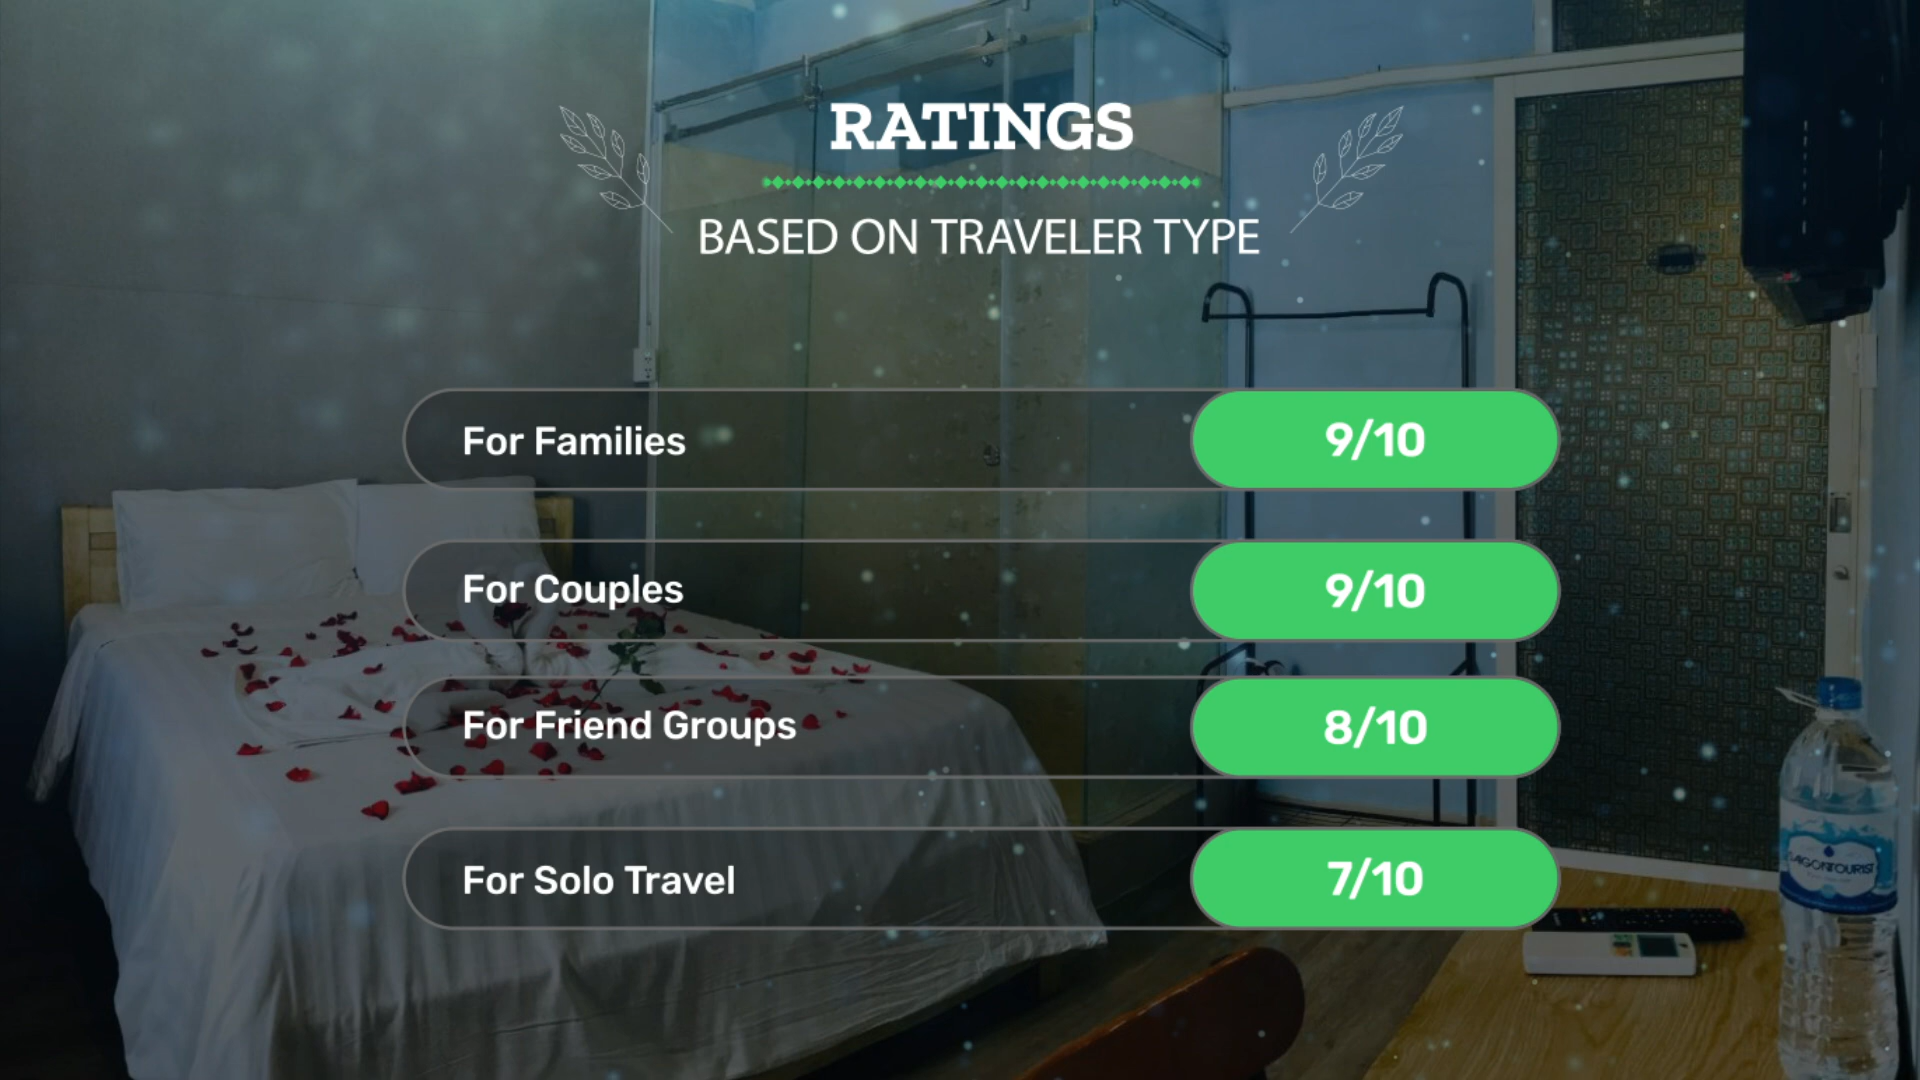 RATINGS
BASED ON TRAVELER TYPE
For Families 9/10
For Couples 9/10
For Friend Groups 8/10
For Solo Travel 7/10